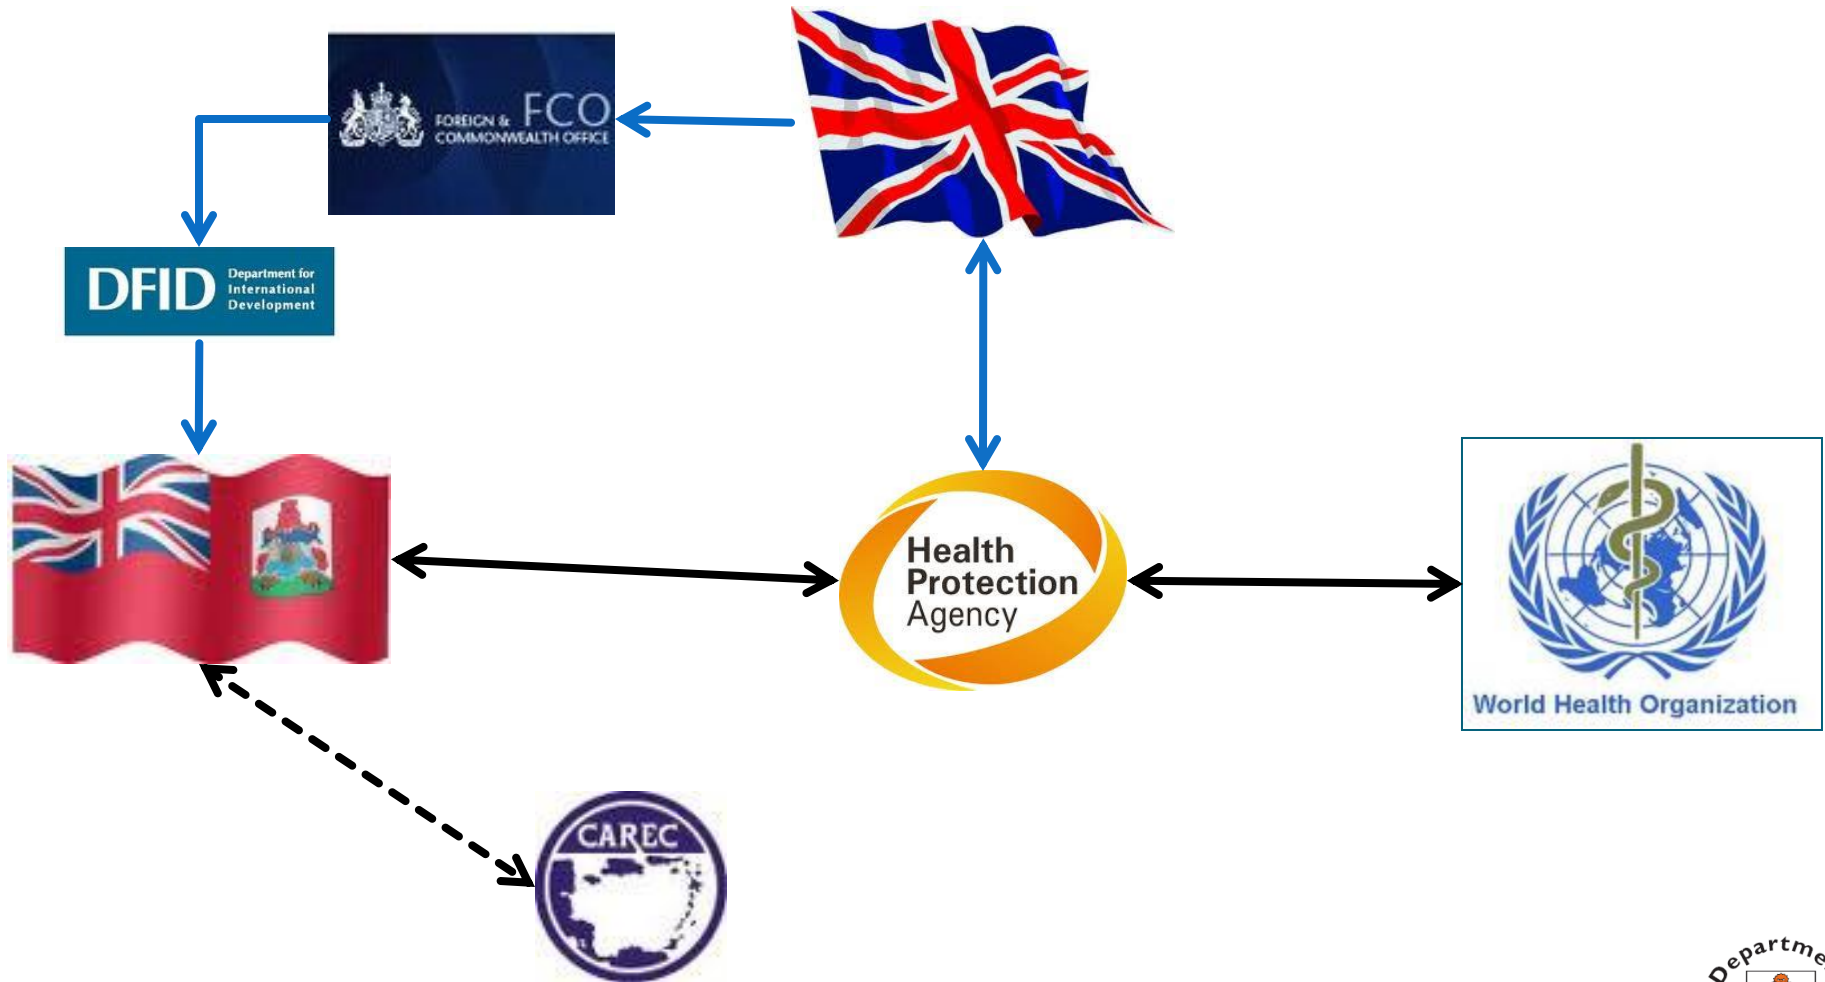 FCO
FOREIGN &
COMMONWEALTH OFFICE
DFID
Department for
International
Development
Health
Protection
Agency
World Health Organization
CAREC
Departme